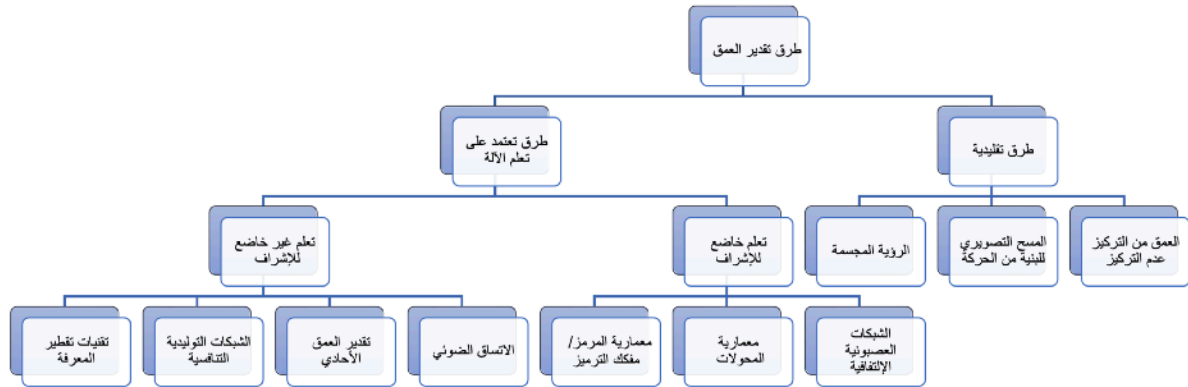 طرق تقدير العمق
طرق تقليدية
طرق تعتمد على
تعلم الآلة
العمق من التركيز
عدم التركيز
المسح التصويري
للبنية من الحركة
الرؤية المجسمة
تعلم خاضع
للإشراف
تعلم غير خاضع
للإشراف
الشبكات
العصبونية
الإلتفافية
معمارية
المحولات
معمارية المرمز/
مفكك الترميز
الاتساق الضوئي
تقدير العمق
الأحادي
الشبكات التوليدية
التنافسية
تقنيات تقطير
المعرفة